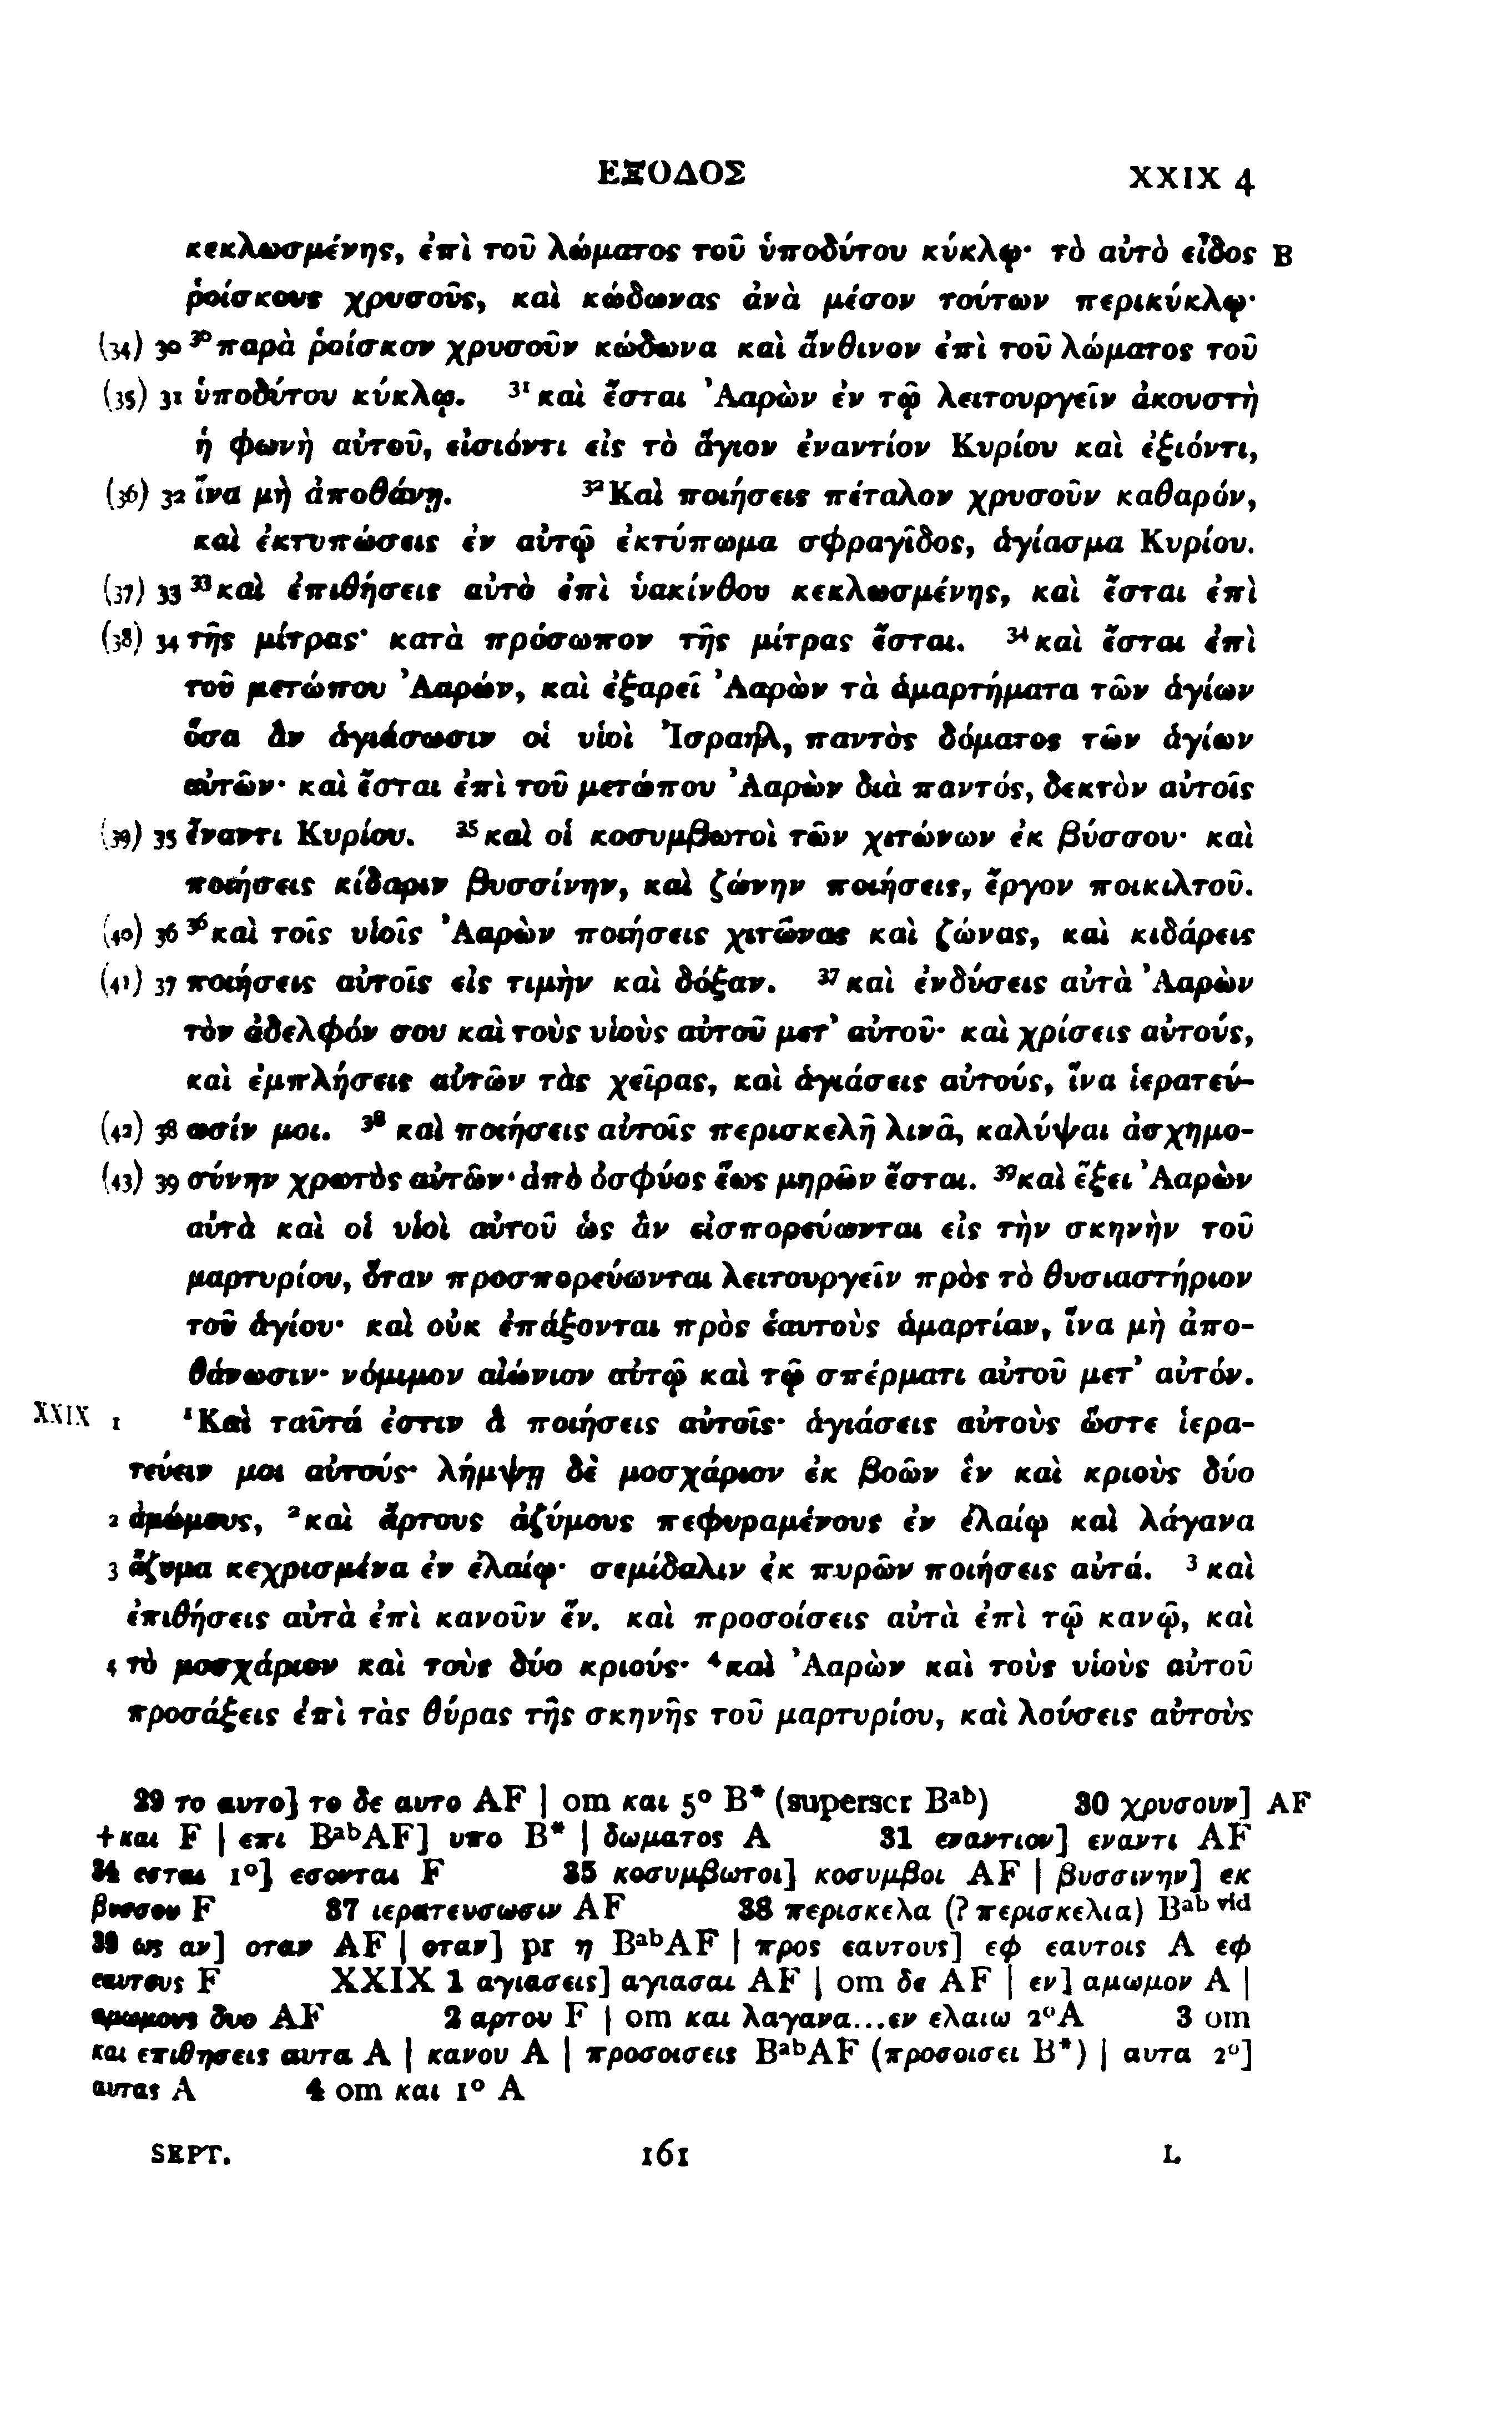 ΕΞΟΔΟΣ XXIX 4
κεκλωσμένης, ἐπὶ τοῦ λώματος τοῦ ὑποδύτου κύκλῳ· τὸ αὐτὸ εἶδος B
ῥοίσκους χρυσοῦς, καὶ κώδωνας ἀνὰ μέσον τούτων περικύκλῳ·
(34) 30 ³⁰παρὰ ῥοίσκον χρυσοῦν κώδωνα καὶ ἄνθινον ἐπὶ τοῦ λώματος τοῦ
(35) 31 ὑποδύτου κύκλῳ. ³¹καὶ ἔσται Ἀαρὼν ἐν τῷ λειτουργεῖν ἀκουστὴ
ἡ φωνὴ αὐτοῦ, εἰσιόντι εἰς τὸ ἅγιον ἐναντίον Κυρίου καὶ ἐξιόντι,
(36) 32 ἵνα μὴ ἀποθάνῃ. ³²Καὶ ποιήσεις πέταλον χρυσοῦν καθαρόν,
καὶ ἐκτυπώσεις ἐν αὐτῷ ἐκτύπωμα σφραγῖδος, ἁγίασμα Κυρίου.
(37) 33 ³³καὶ ἐπιθήσεις αὐτὸ ἐπὶ ὑακίνθου κεκλωσμένης, καὶ ἔσται ἐπὶ
(38) 34 τῆς μίτρας· κατὰ πρόσωπον τῆς μίτρας ἔσται. ³⁴καὶ ἔσται ἐπὶ
τοῦ μετώπου Ἀαρών, καὶ ἐξαρεῖ Ἀαρὼν τὰ ἁμαρτήματα τῶν ἁγίων
ὅσα ἂν ἁγιάσωσιν οἱ υἱοὶ Ἰσραήλ, παντὸς δόματος τῶν ἁγίων
αὐτῶν· καὶ ἔσται ἐπὶ τοῦ μετώπου Ἀαρὼν διὰ παντός, δεκτὸν αὐτοῖς
(39) 35 ἔναντι Κυρίου. ³⁵καὶ οἱ κοσυμβωτοὶ τῶν χιτώνων ἐκ βύσσου· καὶ
ποιήσεις κίδαριν βυσσίνην, καὶ ζώνην ποιήσεις, ἔργον ποικιλτοῦ.
(40) 36 ³⁶καὶ τοῖς υἱοῖς Ἀαρὼν ποιήσεις χιτῶνας καὶ ζώνας, καὶ κιδάρεις
(41) 37 ποιήσεις αὐτοῖς εἰς τιμὴν καὶ δόξαν. ³⁷καὶ ἐνδύσεις αὐτὰ Ἀαρὼν
τὸν ἀδελφόν σου καὶ τοὺς υἱοὺς αὐτοῦ μετ' αὐτοῦ· καὶ χρίσεις αὐτούς,
καὶ ἐμπλήσεις αὐτῶν τὰς χεῖρας, καὶ ἁγιάσεις αὐτούς, ἵνα ἱερατεύ-
(42) 38 ωσίν μοι. ³⁸καὶ ποιήσεις αὐτοῖς περισκελῆ λινᾶ, καλύψαι ἀσχημο-
(43) 39 σύνην χρωτὸς αὐτῶν· ἀπὸ ὀσφύος ἕως μηρῶν ἔσται. ³⁹καὶ ἕξει Ἀαρὼν
αὐτὰ καὶ οἱ υἱοὶ αὐτοῦ ὡς ἂν εἰσπορεύωνται εἰς τὴν σκηνὴν τοῦ
μαρτυρίου, ὅταν προσπορεύωνται λειτουργεῖν πρὸς τὸ θυσιαστήριον
τοῦ ἁγίου· καὶ οὐκ ἐπάξονται πρὸς ἑαυτοὺς ἁμαρτίαν, ἵνα μὴ ἀπο-
θάνωσιν· νόμιμον αἰώνιον αὐτῷ καὶ τῷ σπέρματι αὐτοῦ μετ' αὐτόν.
XXIX 1 ¹Καὶ ταῦτά ἐστιν ἃ ποιήσεις αὐτοῖς· ἁγιάσεις αὐτοὺς ὥστε ἱερα-
τεύειν μοι αὐτούς· λήμψῃ δὲ μοσχάριον ἐκ βοῶν ἓν καὶ κριοὺς δύο
2 ἀμώμους, ²καὶ ἄρτους ἀζύμους πεφυραμένους ἐν ἐλαίῳ καὶ λάγανα
3 ἄζυμα κεχρισμένα ἐν ἐλαίῳ· σεμίδαλιν ἐκ πυρῶν ποιήσεις αὐτά. ³καὶ
ἐπιθήσεις αὐτὰ ἐπὶ κανοῦν ἕν. καὶ προσοίσεις αὐτὰ ἐπὶ τῷ κανῷ, καὶ
4 τὸ μοσχάριον καὶ τοὺς δύο κριούς· ⁴καὶ Ἀαρὼν καὶ τοὺς υἱοὺς αὐτοῦ
προσάξεις ἐπὶ τὰς θύρας τῆς σκηνῆς τοῦ μαρτυρίου, καὶ λούσεις αὐτοὺς
29 το αυτο] το δε αυτο AF | om και 5° B* (superscr Bᵃᵇ) 30 χρυσουν] AF
+και F | επι BᵃᵇAF] υπο B* | δωματος A 31 εναντιον] εναντι AF
34 εσται 1°] εσονται F 35 κοσυμβωτοι] κοσυμβοι AF | βυσσινην] εκ
βυσσου F 37 ιερατευσωσιν AF 38 περισκελα (? περισκελια) Bᵃᵇ ᵛⁱᵈ
39 ως αν] οταν AF | οταν] pr η BᵃᵇAF | προς εαυτους] εφ εαυτοις A εφ
εαυτους F XXIX 1 αγιασεις] αγιασαι AF | om δε AF | εν] αμωμον A |
αμωμους δυο AF 2 αρτου F | om και λαγανα...εν ελαιω 2° A 3 om
και επιθησεις αυτα A | κανου A | προσοισεις BᵃᵇAF (προσοισει B*) | αυτα 2°]
αυτας A 4 om και 1° A
SEPT. 161 L